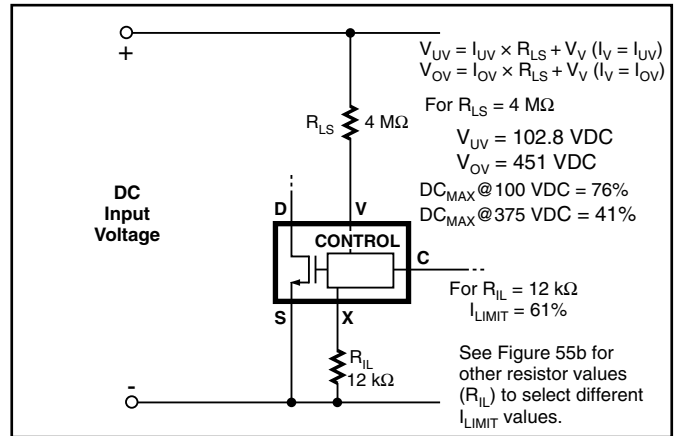 +
V_UV = I_UV × R_LS + V_V (I_V = I_UV)
V_OV = I_OV × R_LS + V_V (I_V = I_OV)
For R_LS = 4 MΩ
R_LS
4 MΩ
V_UV = 102.8 VDC
V_OV = 451 VDC
DC_MAX@100 VDC = 76%
DC_MAX@375 VDC = 41%
DC
Input
Voltage
D
V
CONTROL
C
S
X
For R_IL = 12 kΩ
I_LIMIT = 61%
R_IL
12 kΩ
See Figure 55b for
other resistor values
(R_IL) to select different
I_LIMIT values.
-